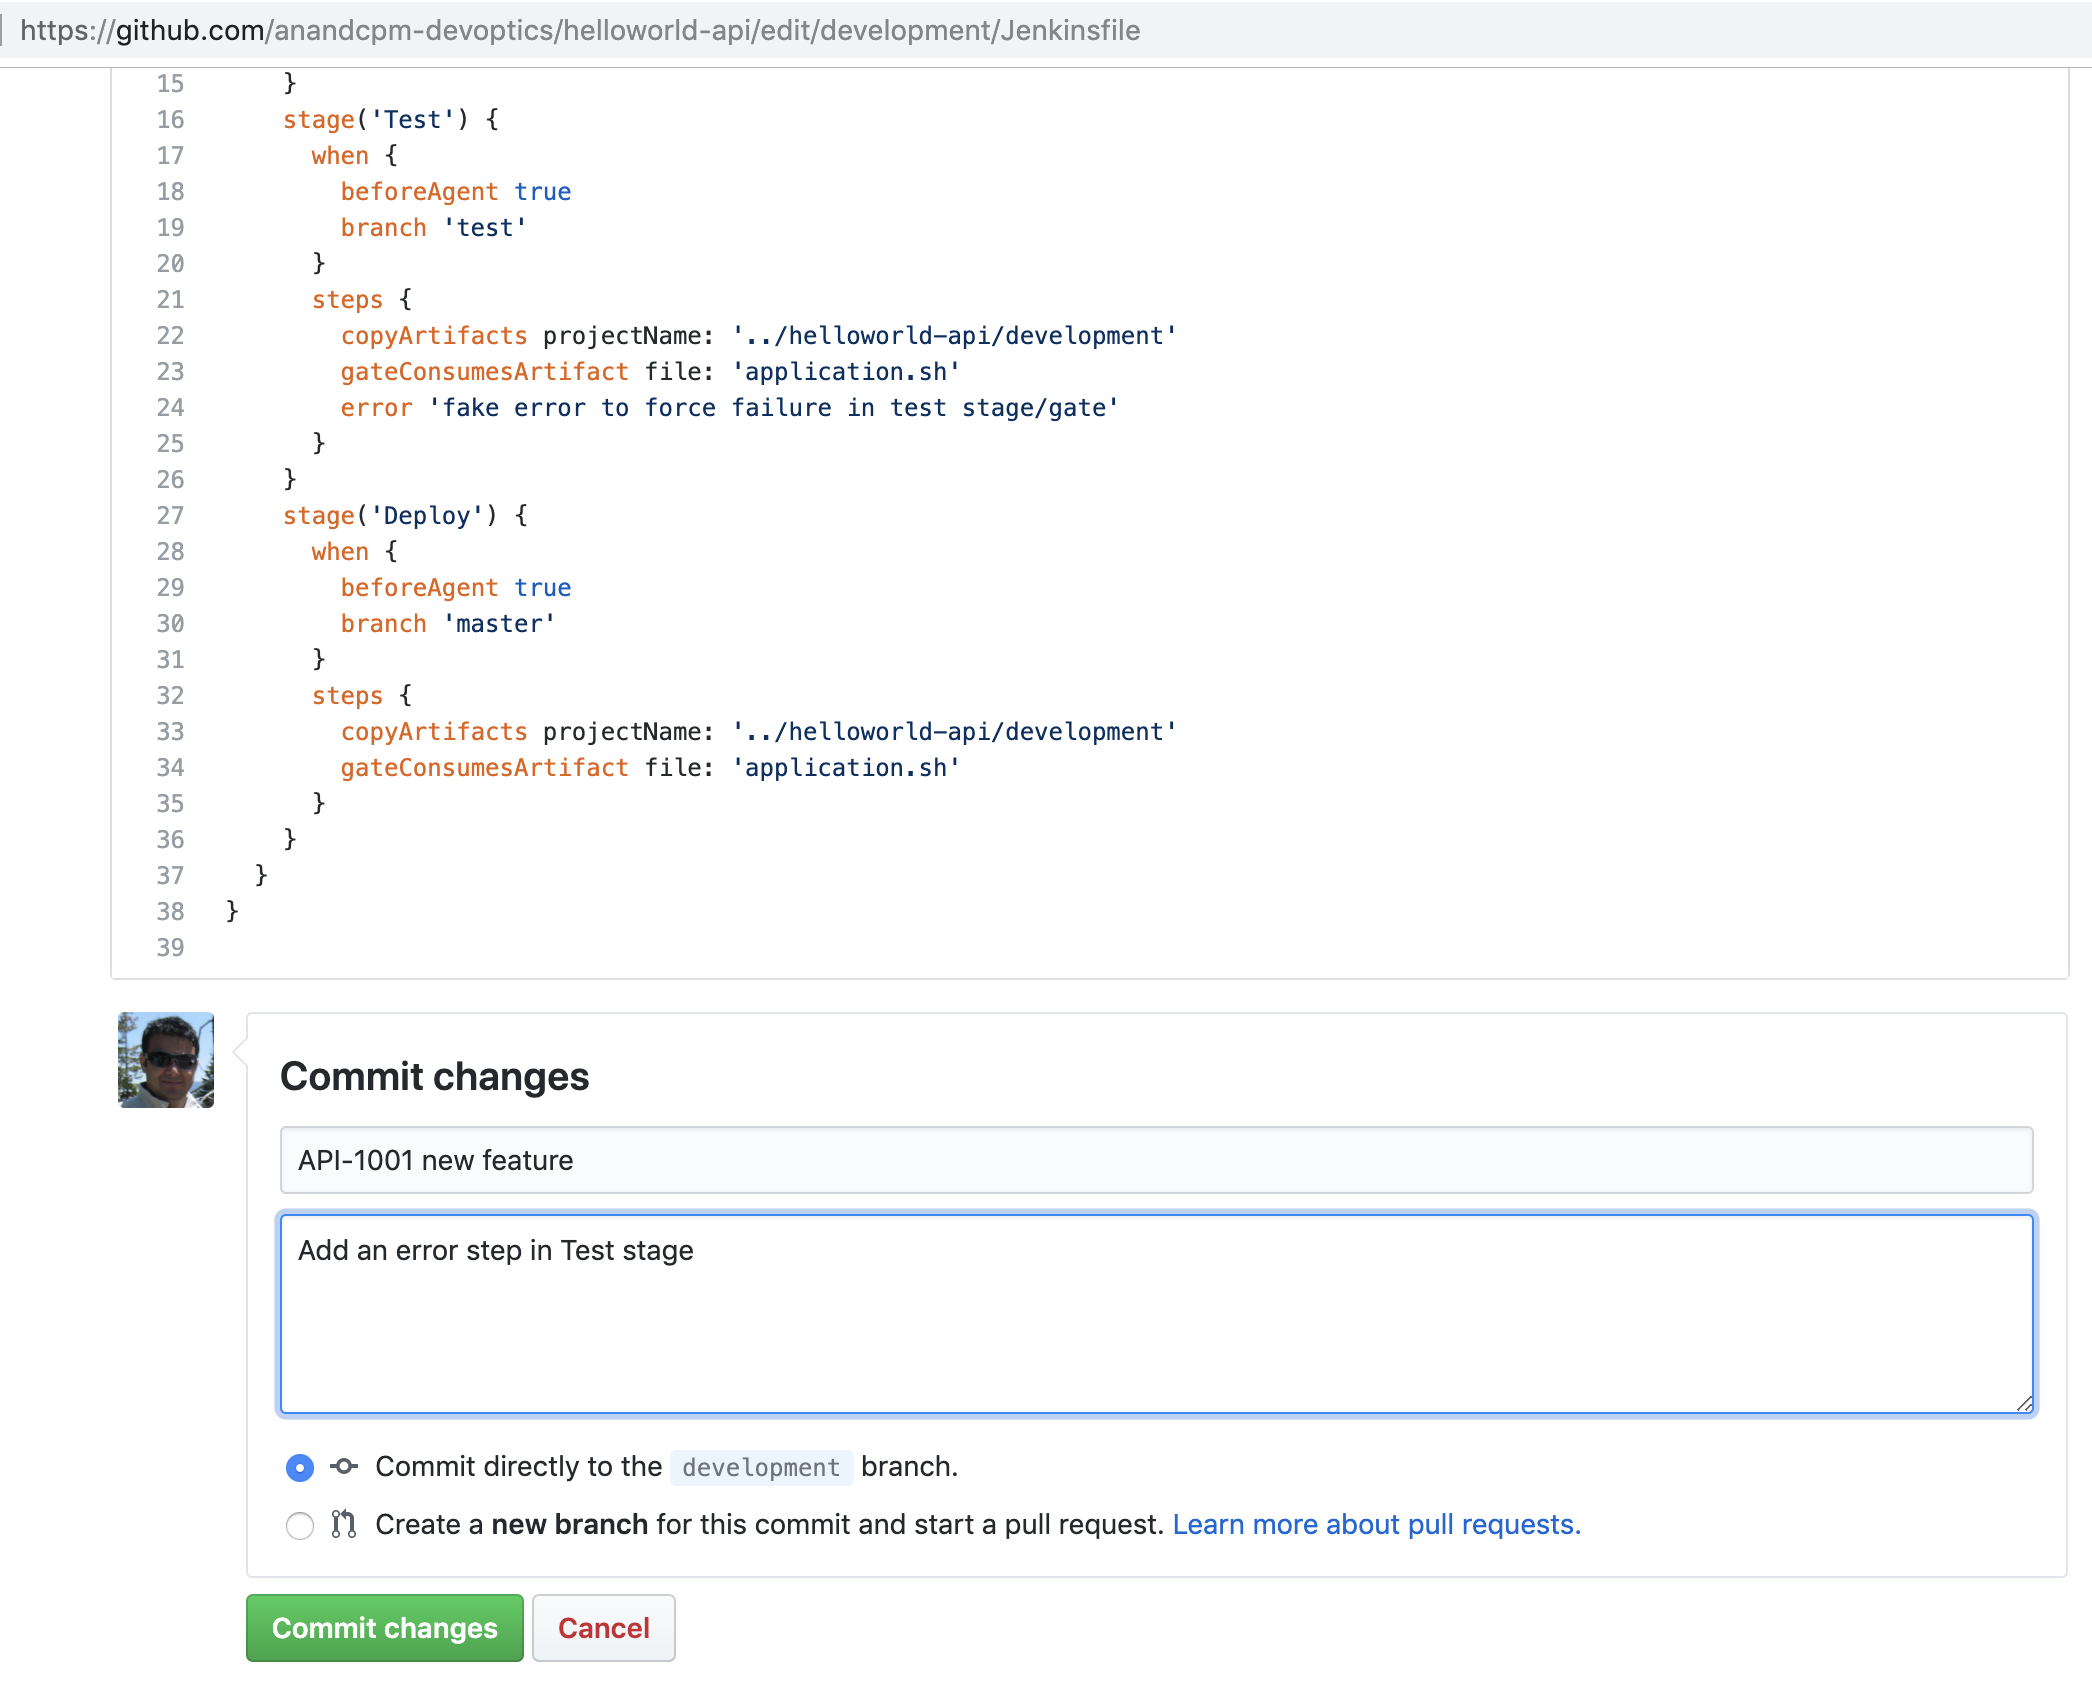 https://github.com/anandcpm-devoptics/helloworld-api/edit/development/Jenkinsfile
15       }
16       stage('Test') {
17         when {
18           beforeAgent true
19           branch 'test'
20         }
21         steps {
22           copyArtifacts projectName: '../helloworld-api/development'
23           gateConsumesArtifact file: 'application.sh'
24           error 'fake error to force failure in test stage/gate'
25         }
26       }
27       stage('Deploy') {
28         when {
29           beforeAgent true
30           branch 'master'
31         }
32         steps {
33           copyArtifacts projectName: '../helloworld-api/development'
34           gateConsumesArtifact file: 'application.sh'
35         }
36       }
37     }
38   }
39
Commit changes
API-1001 new feature
Add an error step in Test stage
Commit directly to the development branch.
Create a new branch for this commit and start a pull request. Learn more about pull requests.
Commit changes Cancel